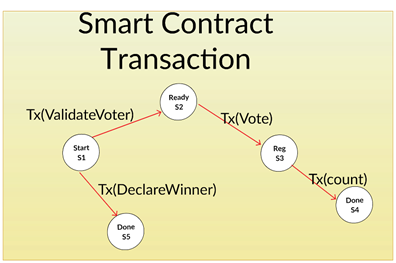 Smart Contract
Transaction
Ready
S2
Tx(ValidateVoter)
Tx(Vote)
Start
S1
Reg
S3
Tx(count)
Tx(DeclareWinner)
Done
S4
Done
S5